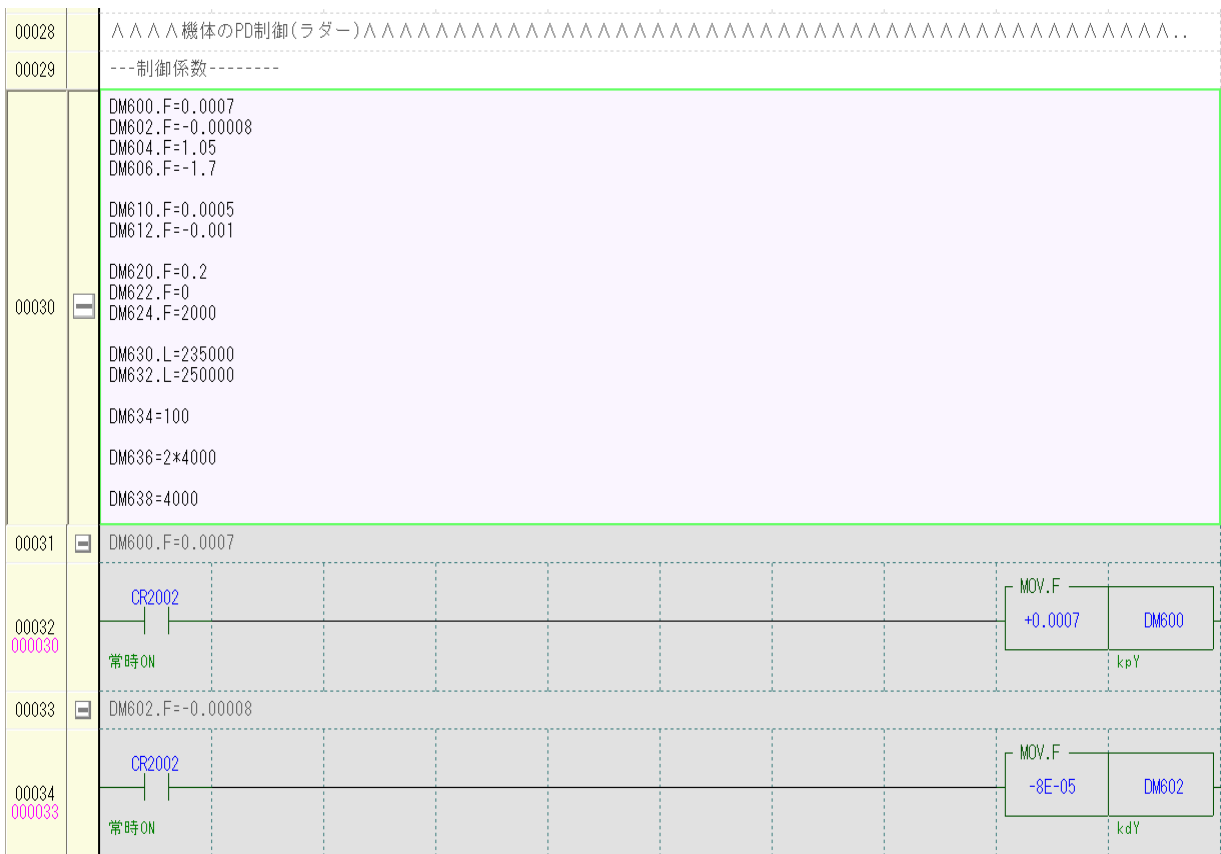 00028 ∧∧∧∧機体のPD制御(ラダー)∧∧∧∧∧∧∧∧∧∧∧∧∧∧∧∧∧∧∧∧∧∧∧∧∧∧∧∧∧∧∧∧∧∧∧∧..
00029 ---制御係数--------
DM600.F=0.0007
DM602.F=-0.00008
DM604.F=1.05
DM606.F=-1.7
DM610.F=0.0005
DM612.F=-0.001
DM620.F=0.2
DM622.F=0
00030
DM624.F=2000
DM630.L=235000
DM632.L=250000
DM634=100
DM636=2*4000
DM638=4000
00031 DM600.F=0.0007
MOV.F
CR2002
+0.0007 DM600
00032
000030
常時ON kpY
00033 DM602.F=-0.00008
MOV.F
CR2002
-8E-05 DM602
00034
000033
常時ON kdY